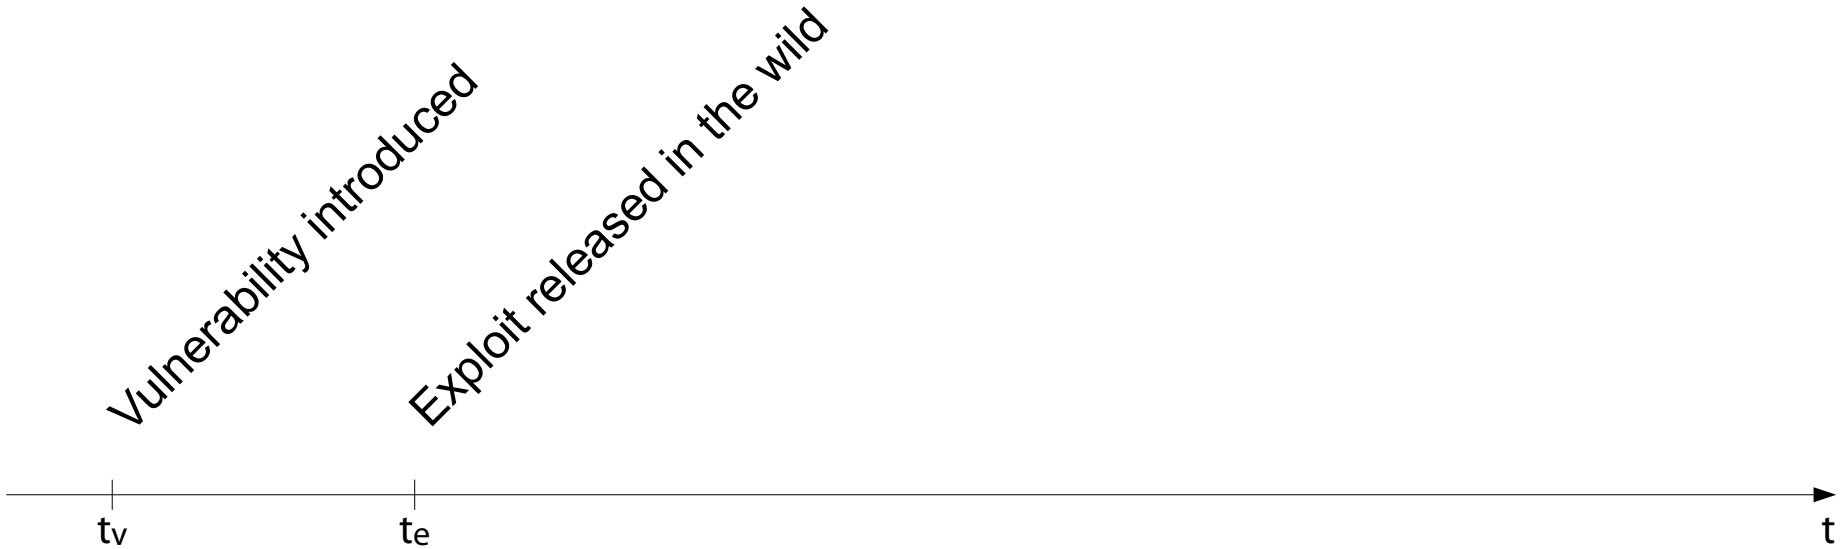 Vulnerability introduced
Exploit released in the wild
tv
te
t